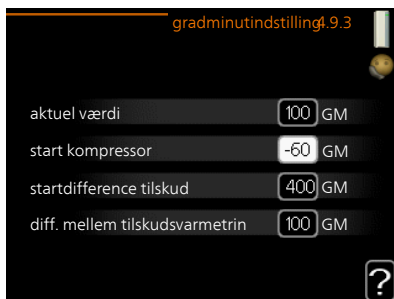 gradminutindstilling4.9.3
aktuel værdi 100 GM
start kompressor -60 GM
startdifference tilskud 400 GM
diff. mellem tilskudsvarmetrin 100 GM
?